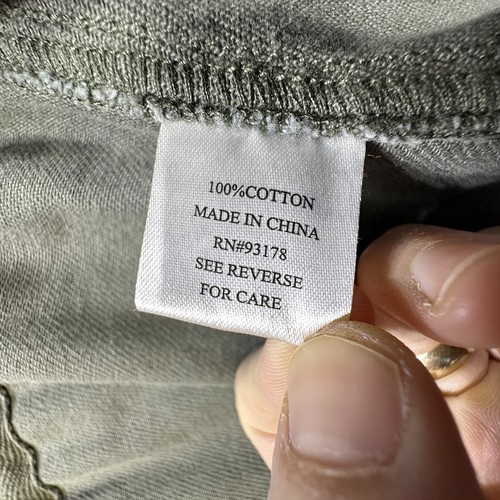 100%COTTON
MADE IN CHINA
RN#93178
SEE REVERSE
FOR CARE